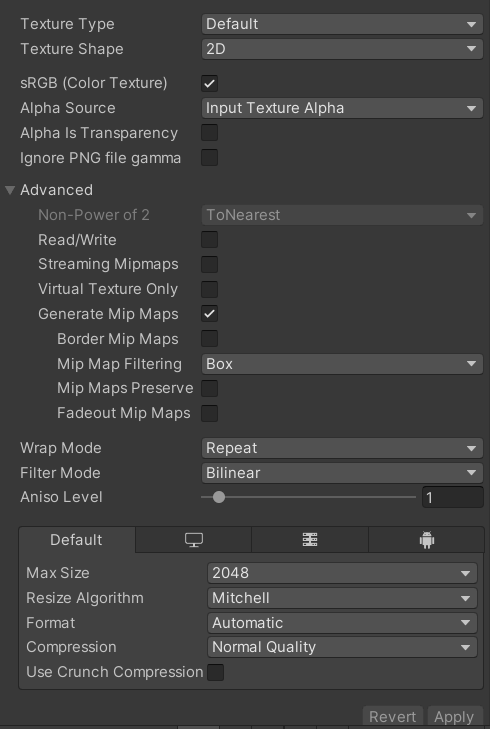 Texture Type Default
Texture Shape 2D
sRGB (Color Texture)
Alpha Source Input Texture Alpha
Alpha Is Transparency
Ignore PNG file gamma
Advanced
Non-Power of 2 ToNearest
Read/Write
Streaming Mipmaps
Virtual Texture Only
Generate Mip Maps
Border Mip Maps
Mip Map Filtering Box
Mip Maps Preserve
Fadeout Mip Maps
Wrap Mode Repeat
Filter Mode Bilinear
Aniso Level 1
Default
Max Size 2048
Resize Algorithm Mitchell
Format Automatic
Compression Normal Quality
Use Crunch Compression
Revert Apply